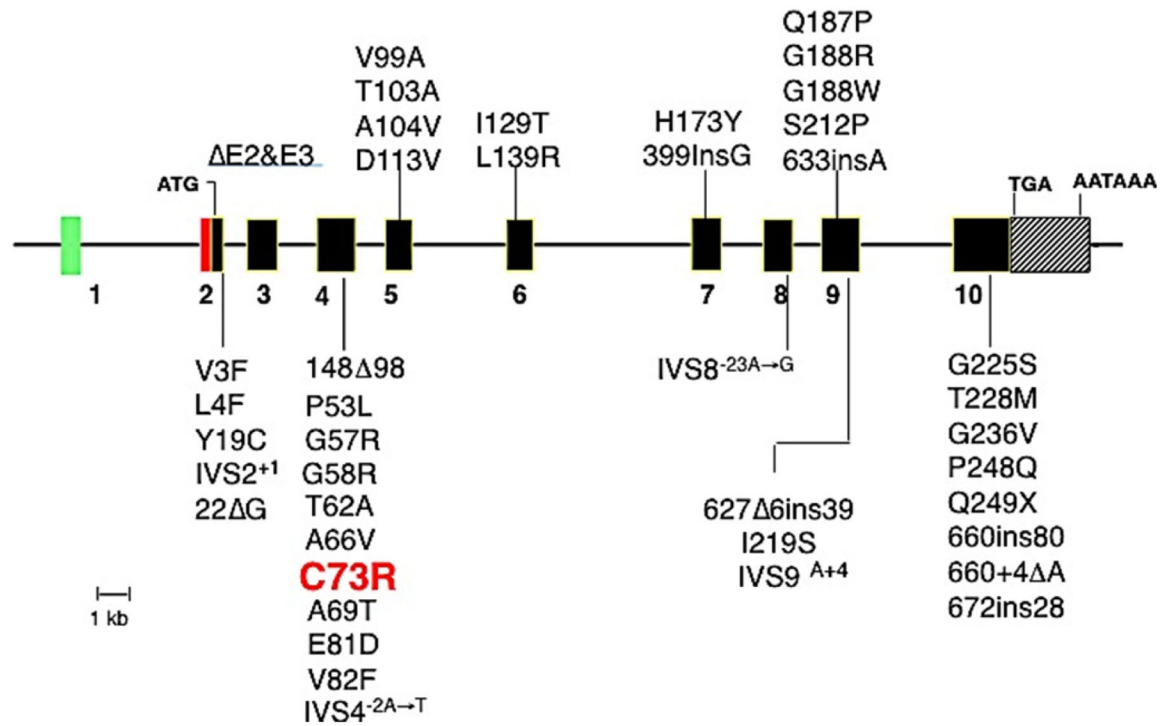 V99A
T103A
A104V
D113V
I129T
L139R
H173Y
399InsG
Q187P
G188R
G188W
S212P
633insA
ΔE2&E3
ATG
TGA
AATAAA
1
2
3
4
5
6
7
8
9
10
V3F
L4F
Y19C
IVS2⁺¹
22ΔG
148Δ98
P53L
G57R
G58R
T62A
A66V
C73R
A69T
E81D
V82F
IVS4⁻²ᴬ→ᵀ
IVS8⁻²³ᴬ→ᴳ
627Δ6ins39
I219S
IVS9 ᴬ⁺⁴
G225S
T228M
G236V
P248Q
Q249X
660ins80
660+4ΔA
672ins28
1 kb